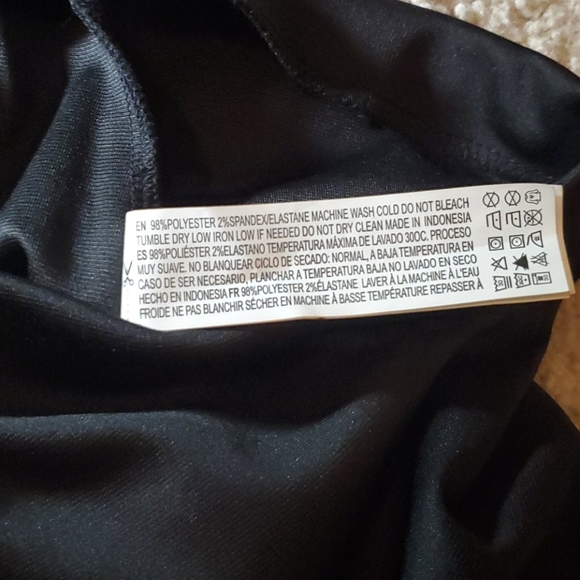 EN 98%POLYESTER 2%SPANDEX/ELASTANE MACHINE WASH COLD DO NOT BLEACH
TUMBLE DRY LOW IRON LOW IF NEEDED DO NOT DRY CLEAN MADE IN INDONESIA
ES 98%POLIÉSTER 2%ELASTANO TEMPERATURA MÁXIMA DE LAVADO 30OC. PROCESO
MUY SUAVE. NO BLANQUEAR CICLO DE SECADO: NORMAL, A BAJA TEMPERATURA EN
CASO DE SER NECESARIO, PLANCHAR A TEMPERATURA BAJA NO LAVADO EN SECO
HECHO EN INDONESIA FR 98%POLYESTER 2%ÉLASTANE LAVER À LA MACHINE À L'EAU
FROIDE NE PAS BLANCHIR SÉCHER EN MACHINE À BASSE TEMPÉRATURE REPASSER À